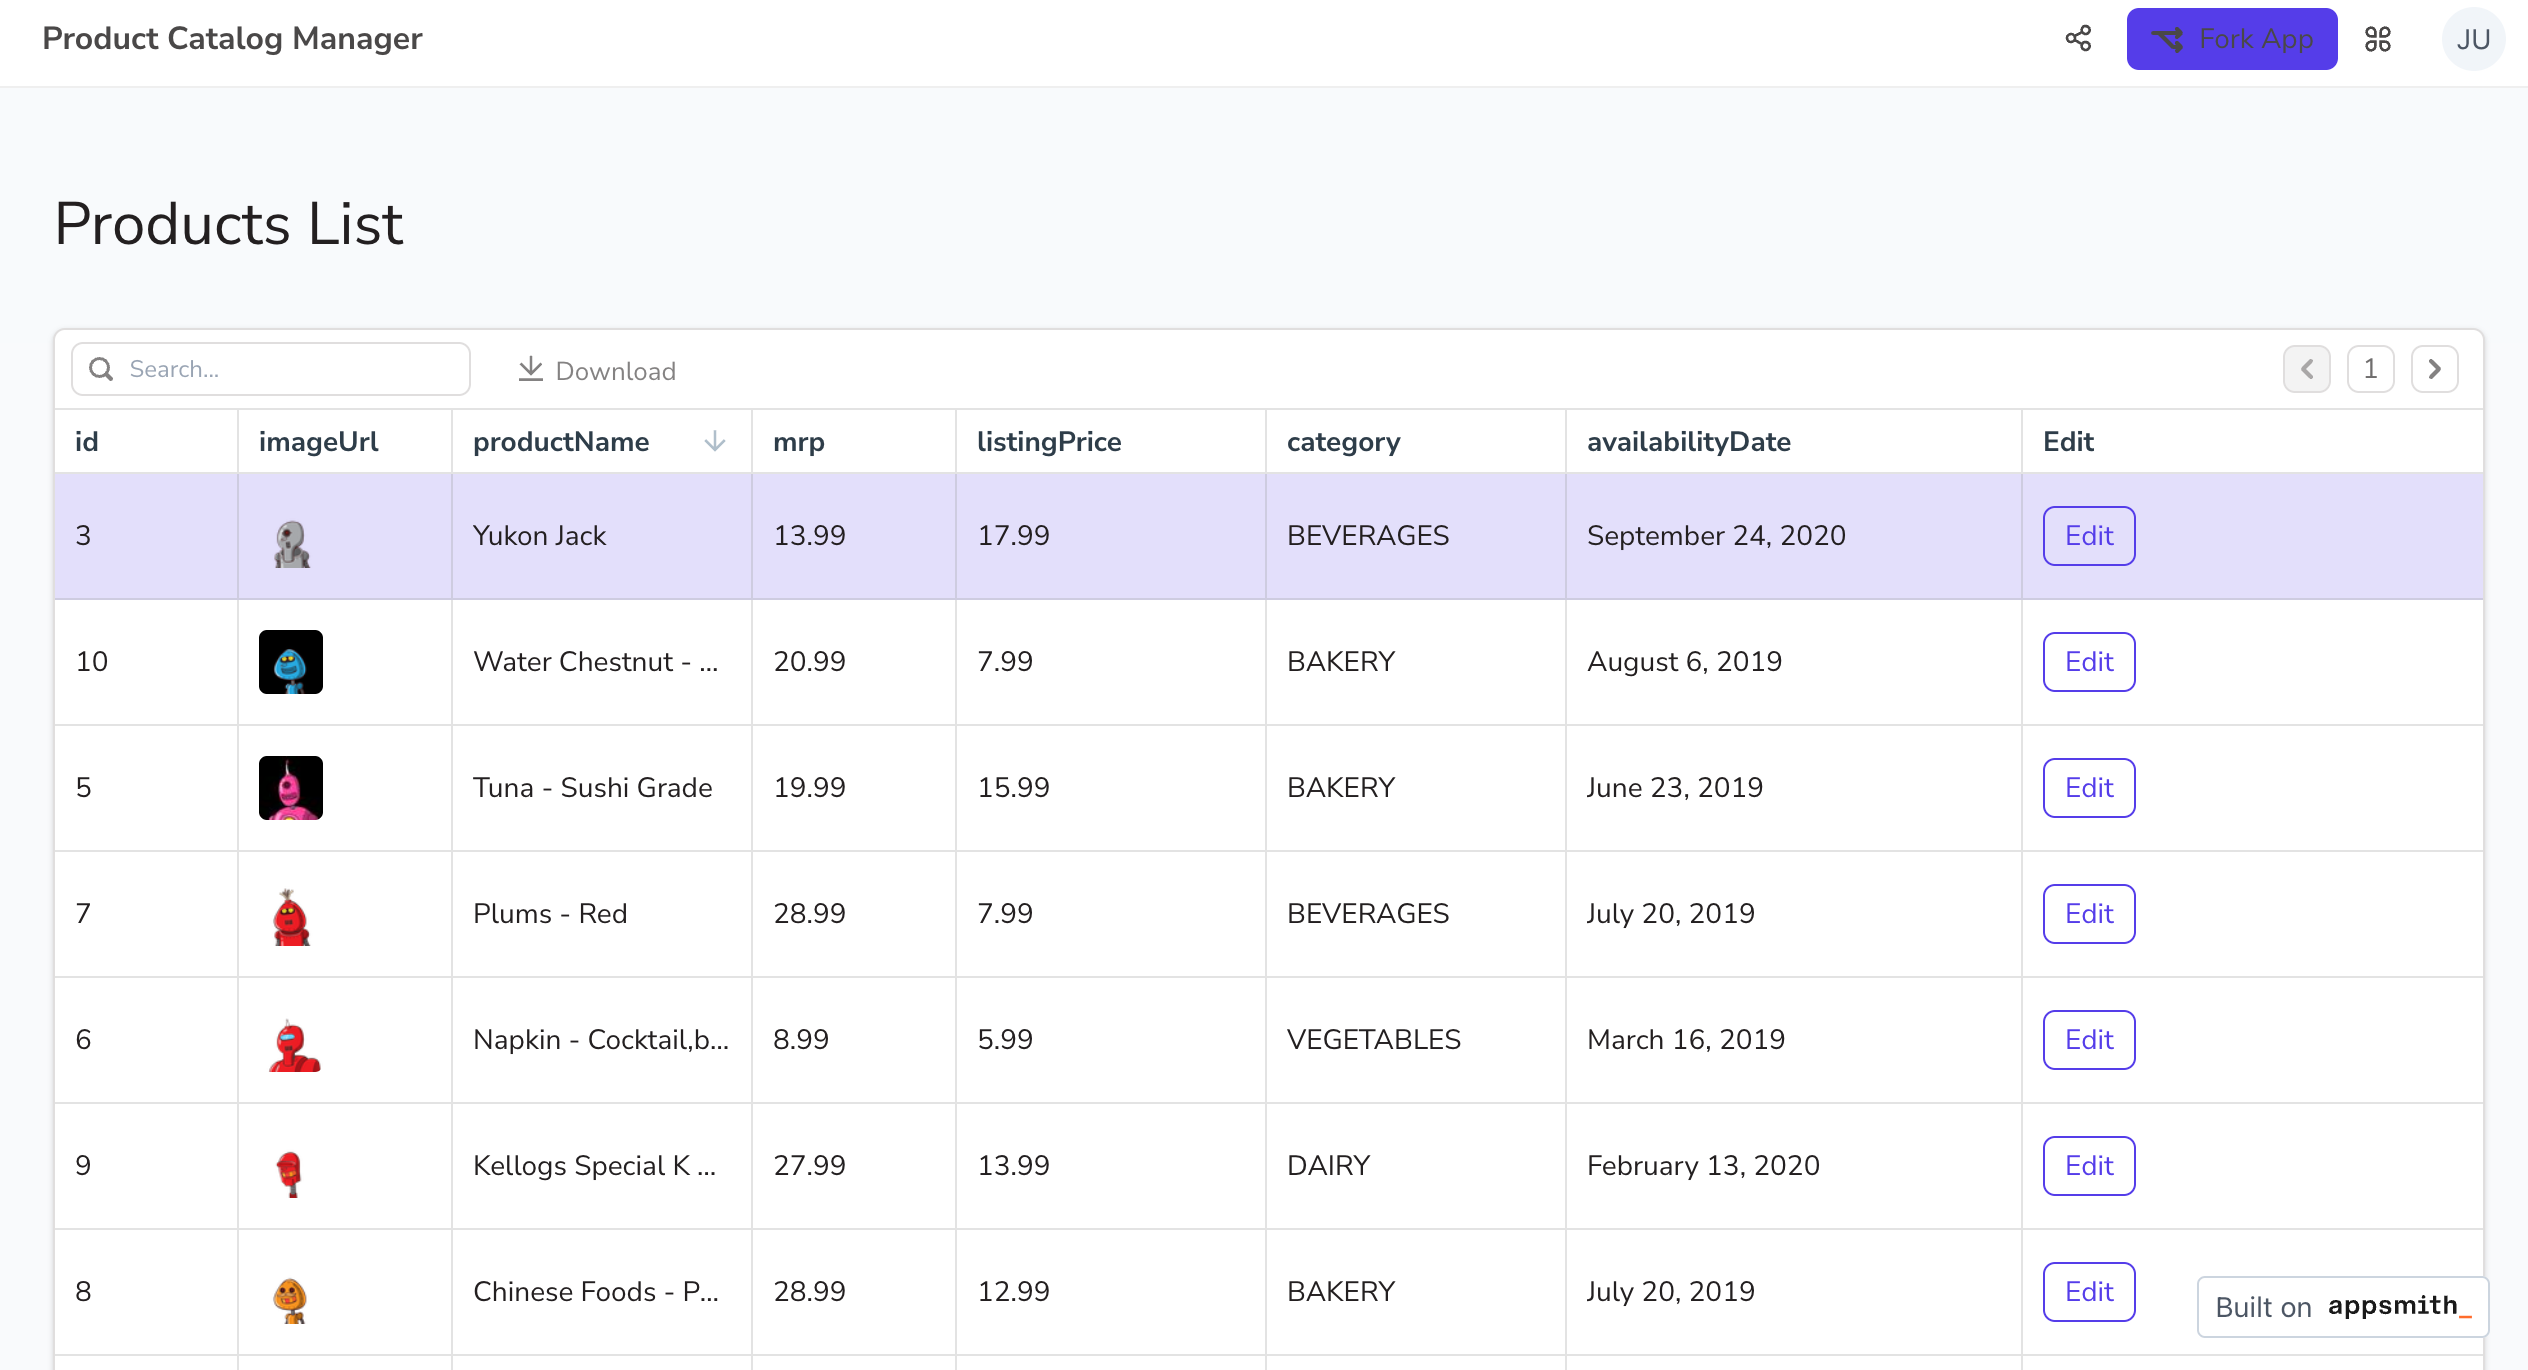 Product Catalog Manager Fork App JU
Products List
Search... Download 1
id imageUrl productName mrp listingPrice category availabilityDate Edit
3 Yukon Jack 13.99 17.99 BEVERAGES September 24, 2020 Edit
10 Water Chestnut - ... 20.99 7.99 BAKERY August 6, 2019 Edit
5 Tuna - Sushi Grade 19.99 15.99 BAKERY June 23, 2019 Edit
7 Plums - Red 28.99 7.99 BEVERAGES July 20, 2019 Edit
6 Napkin - Cocktail,b... 8.99 5.99 VEGETABLES March 16, 2019 Edit
9 Kellogs Special K ... 27.99 13.99 DAIRY February 13, 2020 Edit
8 Chinese Foods - P... 28.99 12.99 BAKERY July 20, 2019 Edit
Built on appsmith_